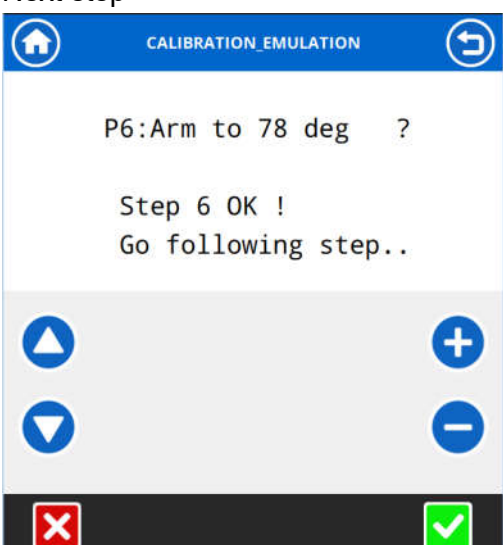 CALIBRATION_EMULATION
P6:Arm to 78 deg ?
Step 6 OK !
Go following step..